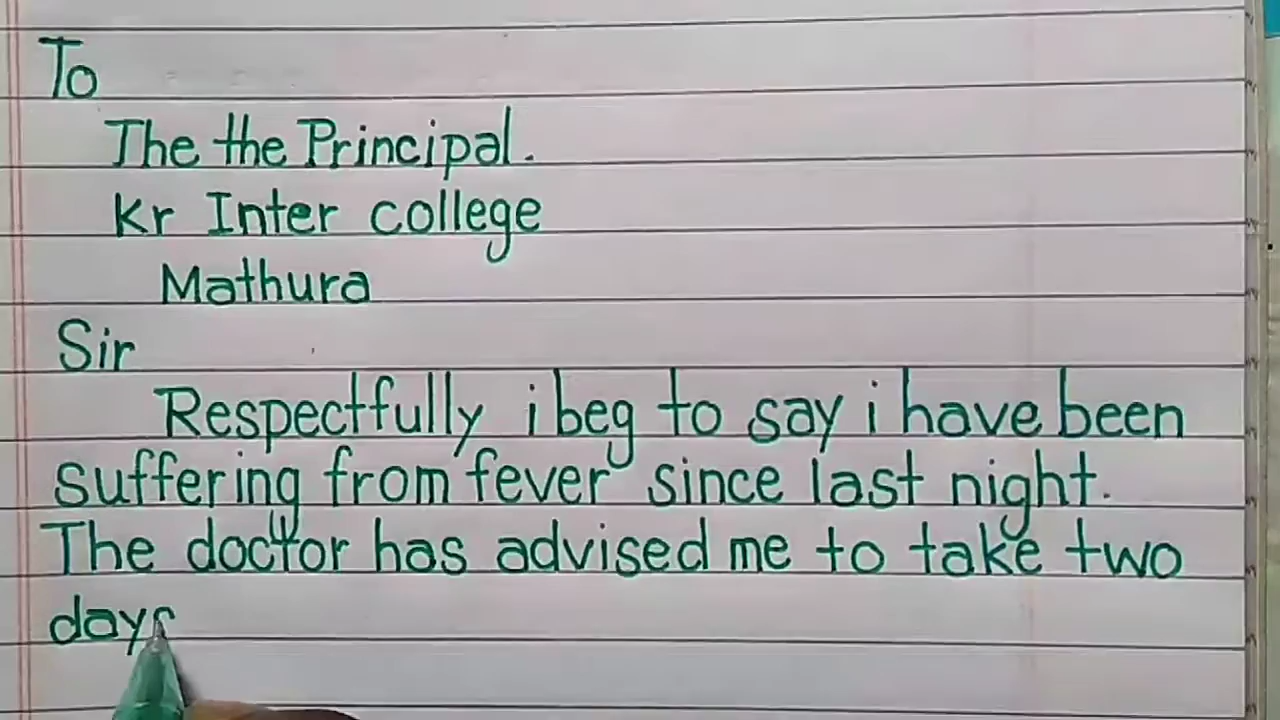 To
The the Principal.
Kr Inter college
Mathura
Sir
Respectfully i beg to say i have been
suffering from fever since last night.
The doctor has advised me to take two
days